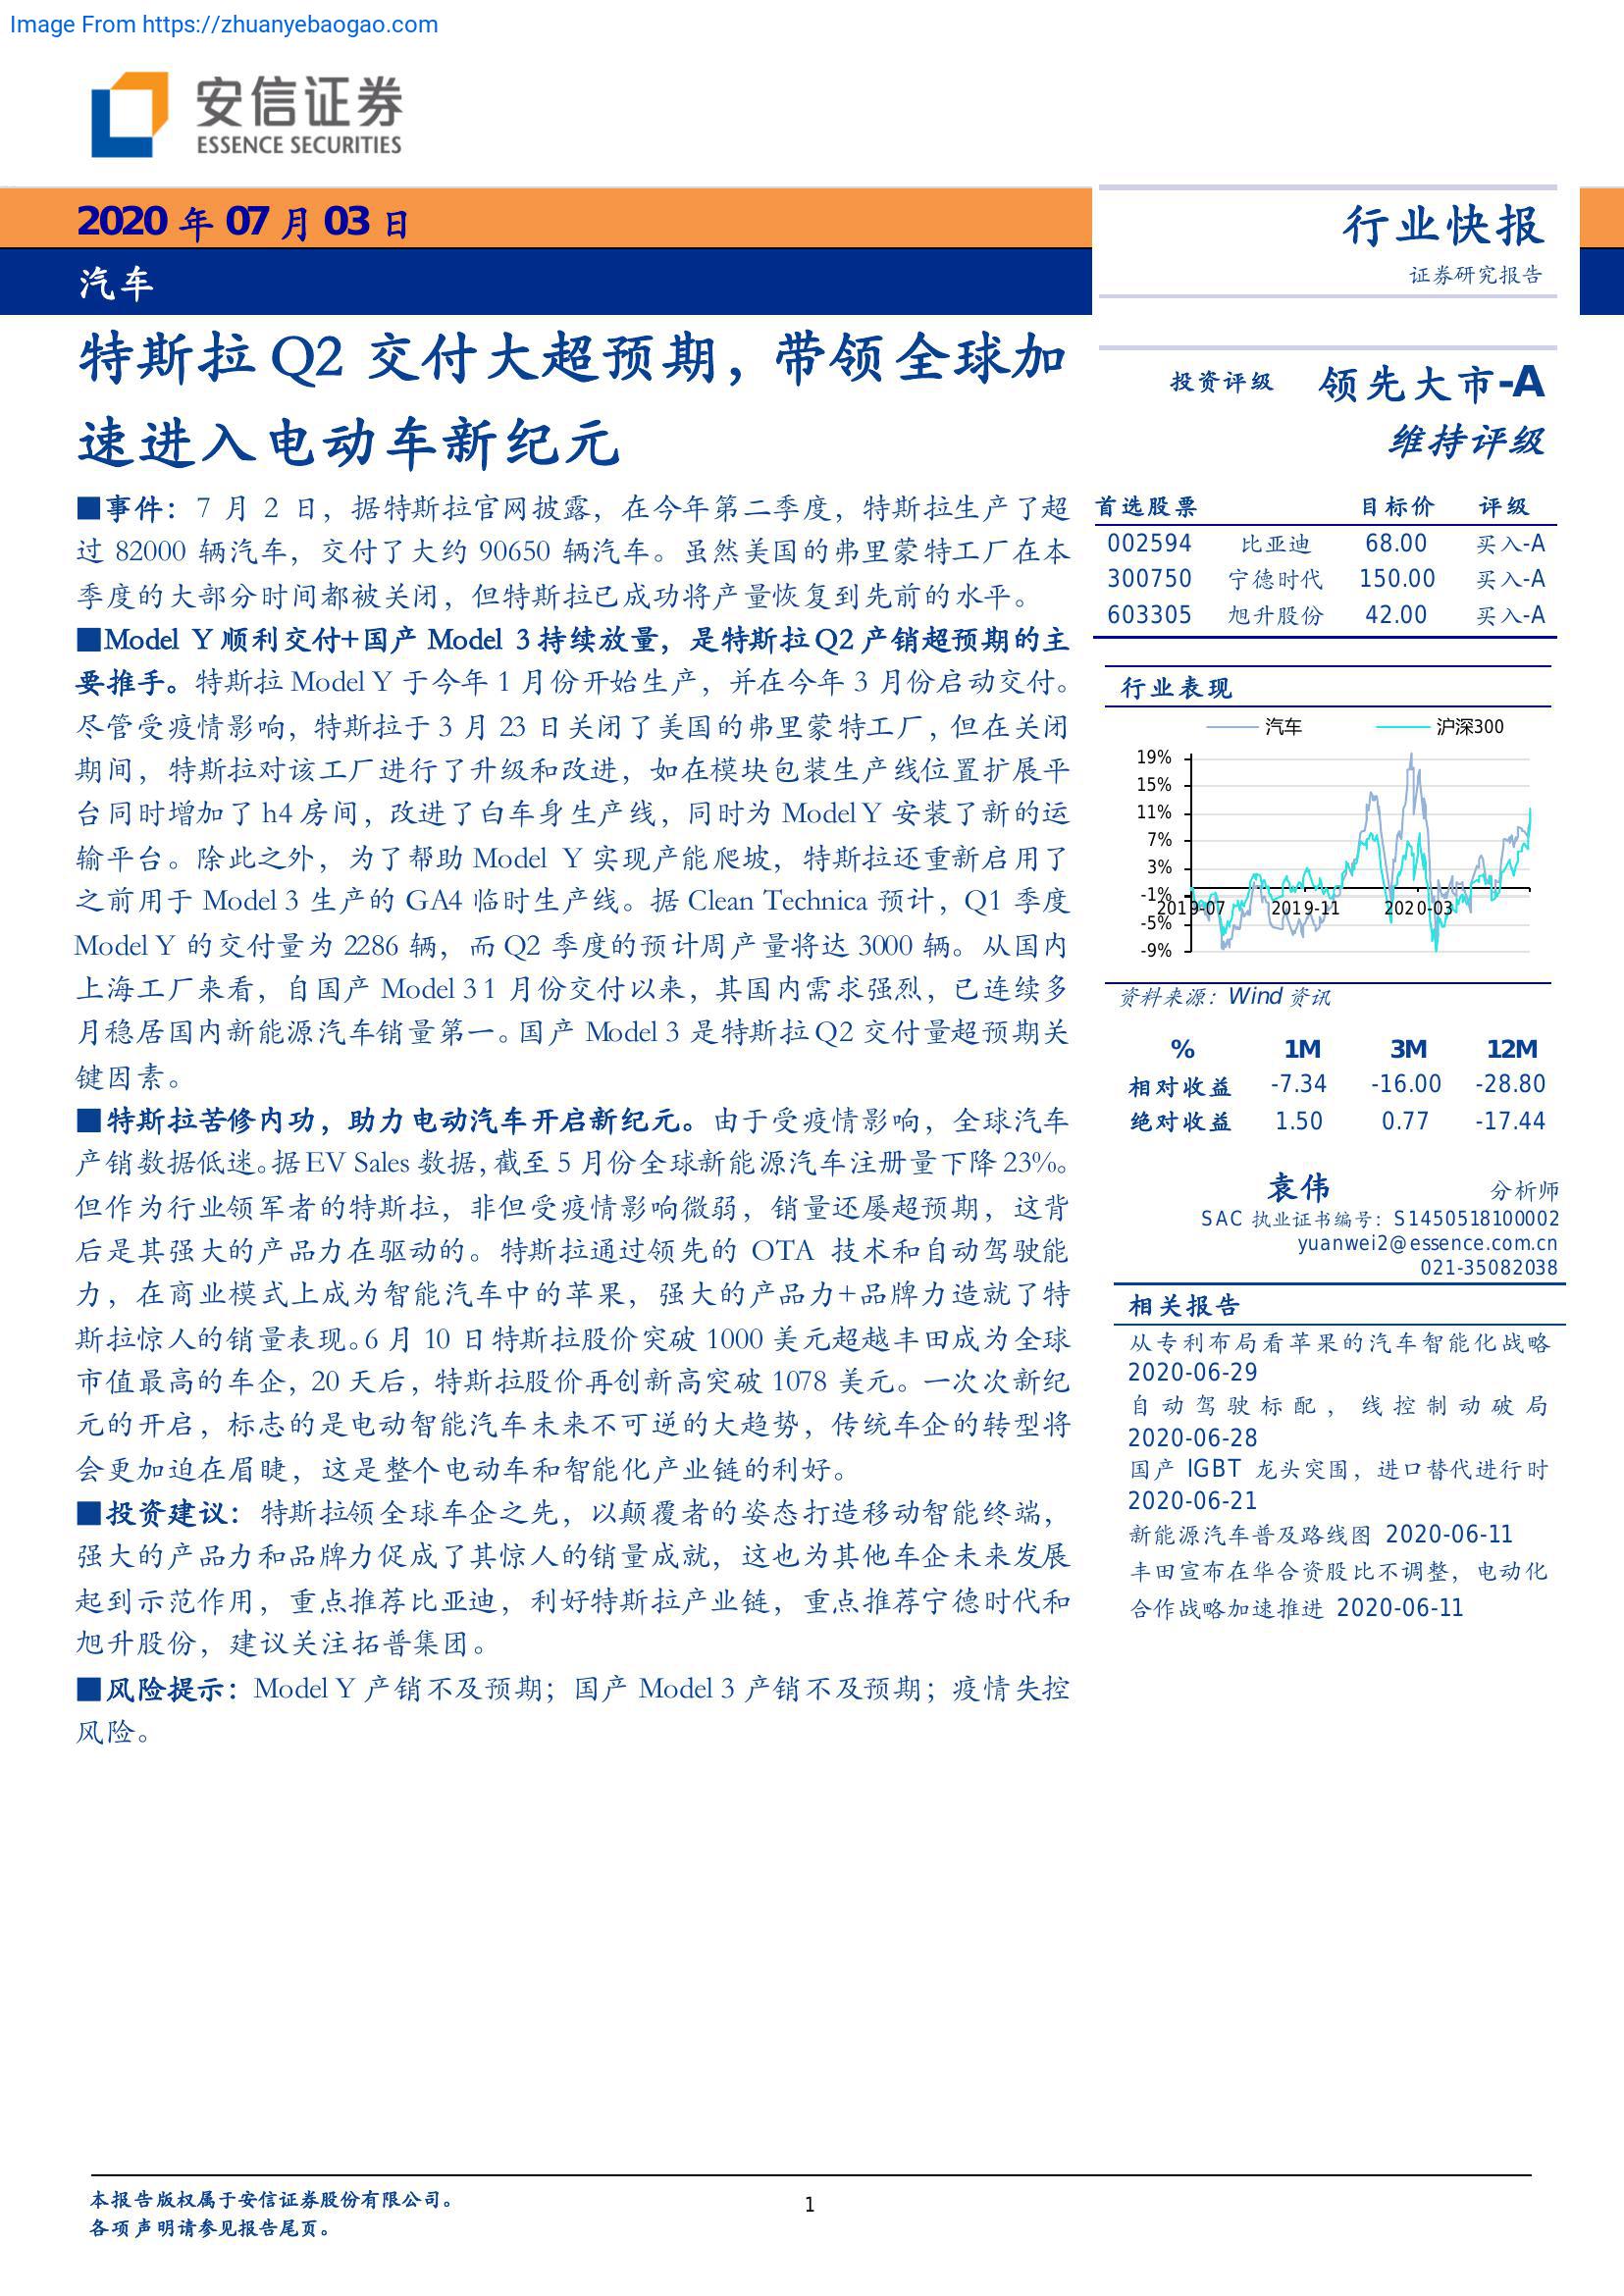 Image From https://zhuanyebaogao.com
安信证券
ESSENCE SECURITIES
2020 年 07 月 03 日
汽车
行业快报
证券研究报告
特斯拉 Q2 交付大超预期，带领全球加
速进入电动车新纪元
■事件：7 月 2 日，据特斯拉官网披露，在今年第二季度，特斯拉生产了超
过 82000 辆汽车，交付了大约 90650 辆汽车。虽然美国的弗里蒙特工厂在本
季度的大部分时间都被关闭，但特斯拉已成功将产量恢复到先前的水平。
■Model Y 顺利交付+国产 Model 3 持续放量，是特斯拉 Q2 产销超预期的主
要推手。特斯拉 Model Y 于今年 1 月份开始生产，并在今年 3 月份启动交付。
尽管受疫情影响，特斯拉于 3 月 23 日关闭了美国的弗里蒙特工厂，但在关闭
期间，特斯拉对该工厂进行了升级和改进，如在模块包装生产线位置扩展平
台同时增加了 h4 房间，改进了白车身生产线，同时为 Model Y 安装了新的运
输平台。除此之外，为了帮助 Model Y 实现产能爬坡，特斯拉还重新启用了
之前用于 Model 3 生产的 GA4 临时生产线。据 Clean Technica 预计，Q1 季度
Model Y 的交付量为 2286 辆，而 Q2 季度的预计周产量将达 3000 辆。从国内
上海工厂来看，自国产 Model 3 1 月份交付以来，其国内需求强烈，已连续多
月稳居国内新能源汽车销量第一。国产 Model 3 是特斯拉 Q2 交付量超预期关
键因素。
■特斯拉苦修内功，助力电动汽车开启新纪元。由于受疫情影响，全球汽车
产销数据低迷。据 EV Sales 数据，截至 5 月份全球新能源汽车注册量下降 23%。
但作为行业领军者的特斯拉，非但受疫情影响微弱，销量还屡超预期，这背
后是其强大的产品力在驱动的。特斯拉通过领先的 OTA 技术和自动驾驶能
力，在商业模式上成为智能汽车中的苹果，强大的产品力+品牌力造就了特
斯拉惊人的销量表现。6 月 10 日特斯拉股价突破 1000 美元超越丰田成为全球
市值最高的车企，20 天后，特斯拉股价再创新高突破 1078 美元。一次次新纪
元的开启，标志的是电动智能汽车未来不可逆的大趋势，传统车企的转型将
会更加迫在眉睫，这是整个电动车和智能化产业链的利好。
■投资建议：特斯拉领全球车企之先，以颠覆者的姿态打造移动智能终端，
强大的产品力和品牌力促成了其惊人的销量成就，这也为其他车企未来发展
起到示范作用，重点推荐比亚迪，利好特斯拉产业链，重点推荐宁德时代和
旭升股份，建议关注拓普集团。
■风险提示：Model Y 产销不及预期；国产 Model 3 产销不及预期；疫情失控
风险。
投资评级 领先大市-A
维持评级
首选股票 目标价 评级
002594 比亚迪 68.00 买入-A
300750 宁德时代 150.00 买入-A
603305 旭升股份 42.00 买入-A
行业表现
汽车 沪深300
19%
15%
11%
7%
3%
-1%
2019-07 2019-11 2020-03
-5%
-9%
资料来源：Wind 资讯
% 1M 3M 12M
相对收益 -7.34 -16.00 -28.80
绝对收益 1.50 0.77 -17.44
袁伟 分析师
SAC 执业证书编号：S1450518100002
yuanwei2@essence.com.cn
021-35082038
相关报告
从专利布局看苹果的汽车智能化战略
2020-06-29
自动驾驶标配，线控制动破局
2020-06-28
国产 IGBT 龙头突围，进口替代进行时
2020-06-21
新能源汽车普及路线图 2020-06-11
丰田宣布在华合资股比不调整，电动化
合作战略加速推进 2020-06-11
本报告版权属于安信证券股份有限公司。
各项声明请参见报告尾页。
1